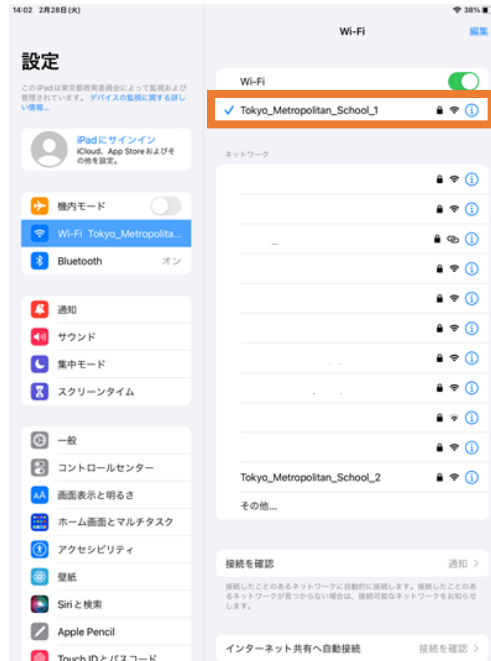 14:02 2月28日(火)
38%
Wi-Fi
編集
設定
このiPadは東京都教育委員会によって監視および
管理されています。デバイスの監視に関する詳し
い情報...
iPadにサインイン
iCloud、App Storeおよびそ
の他を設定。
機内モード
Wi-Fi Tokyo_Metropolita...
Bluetooth オン
通知
サウンド
集中モード
スクリーンタイム
一般
コントロールセンター
AA 画面表示と明るさ
ホーム画面とマルチタスク
アクセシビリティ
壁紙
Siriと検索
Apple Pencil
Touch IDとパスコード
Wi-Fi
Tokyo_Metropolitan_School_1
ネットワーク
Tokyo_Metropolitan_School_2
その他...
接続を確認 通知
接続したことのあるネットワークに自動的に接続します。接続したことのあ
るネットワークが見つからない場合は、接続可能なネットワークをお知らせ
します。
インターネット共有へ自動接続 接続を確認